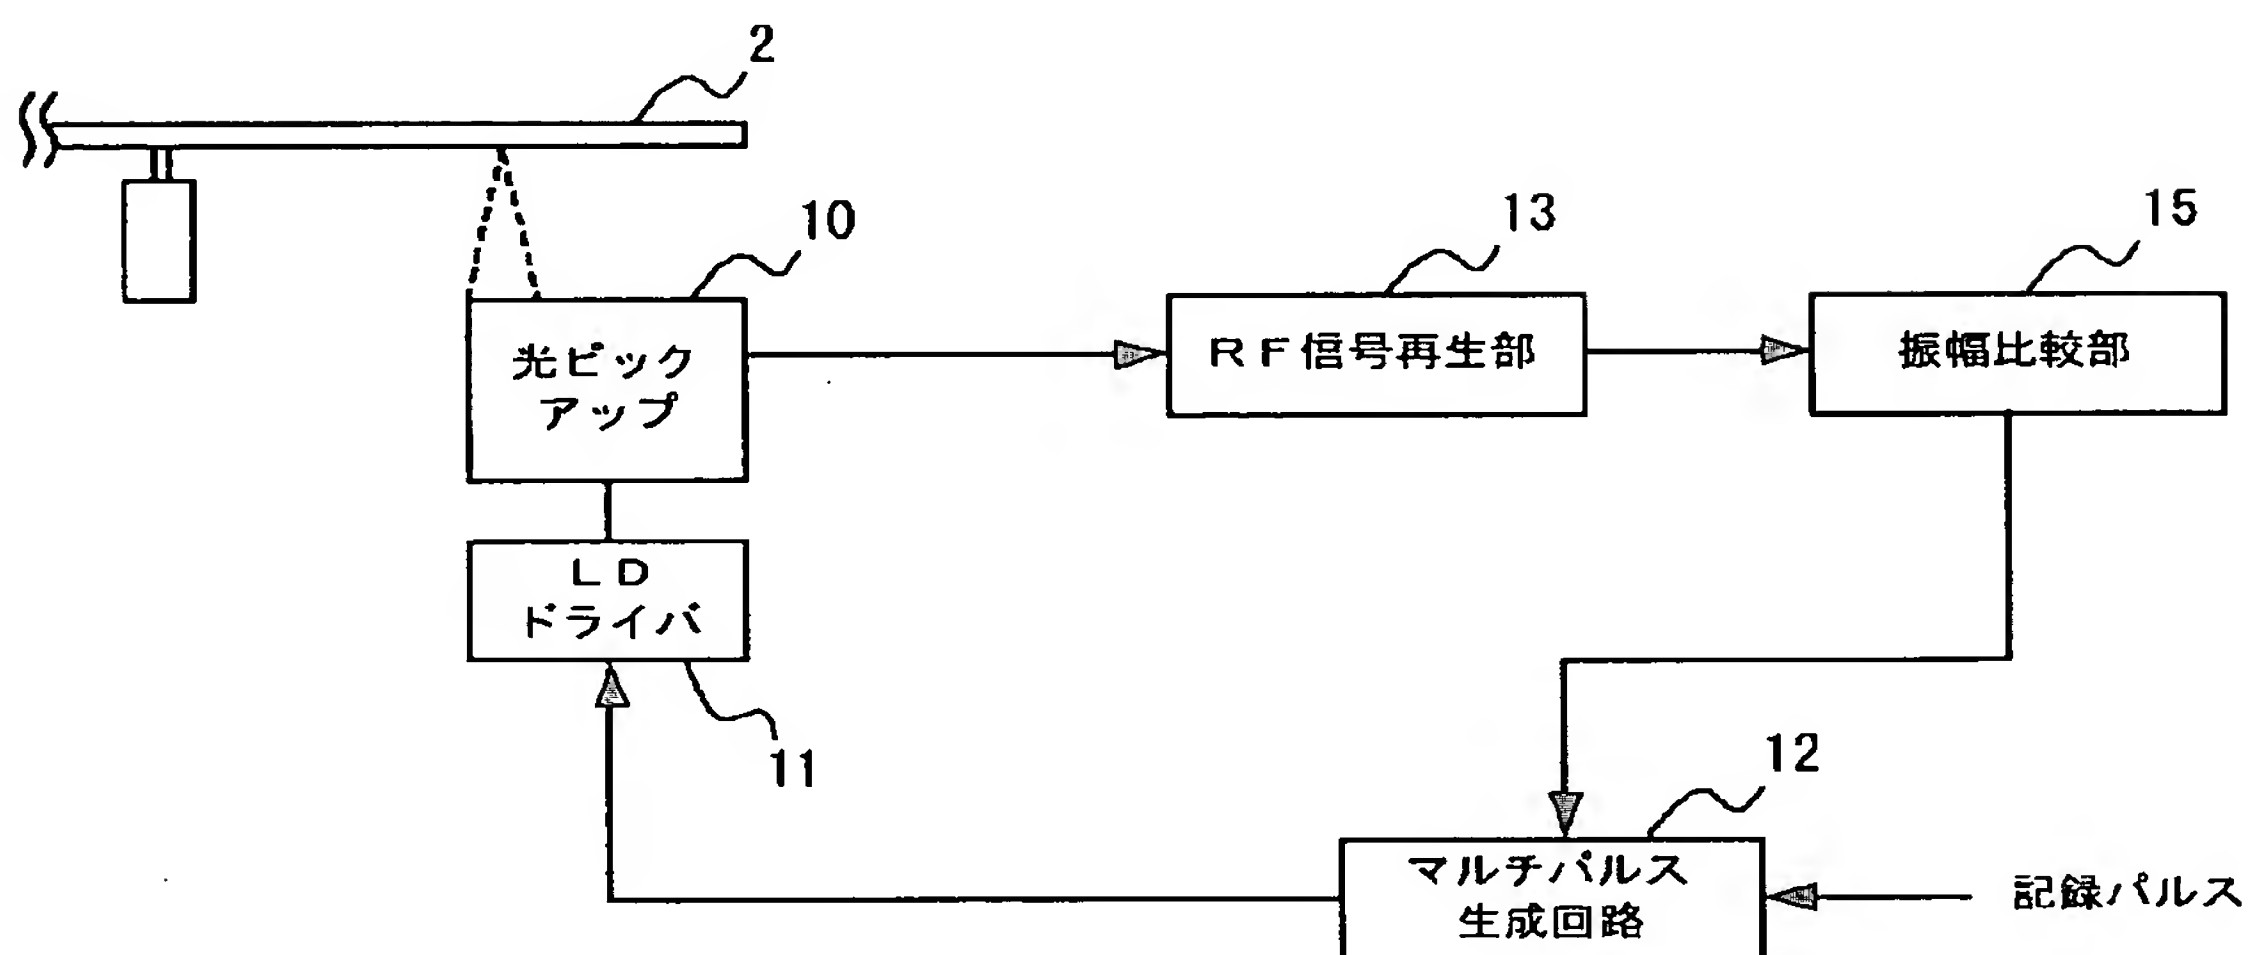 2
10
13
15
光ピック
アップ
RF信号再生部
振幅比較部
LD
ドライバ
11
12
マルチパルス
生成回路
記録パルス